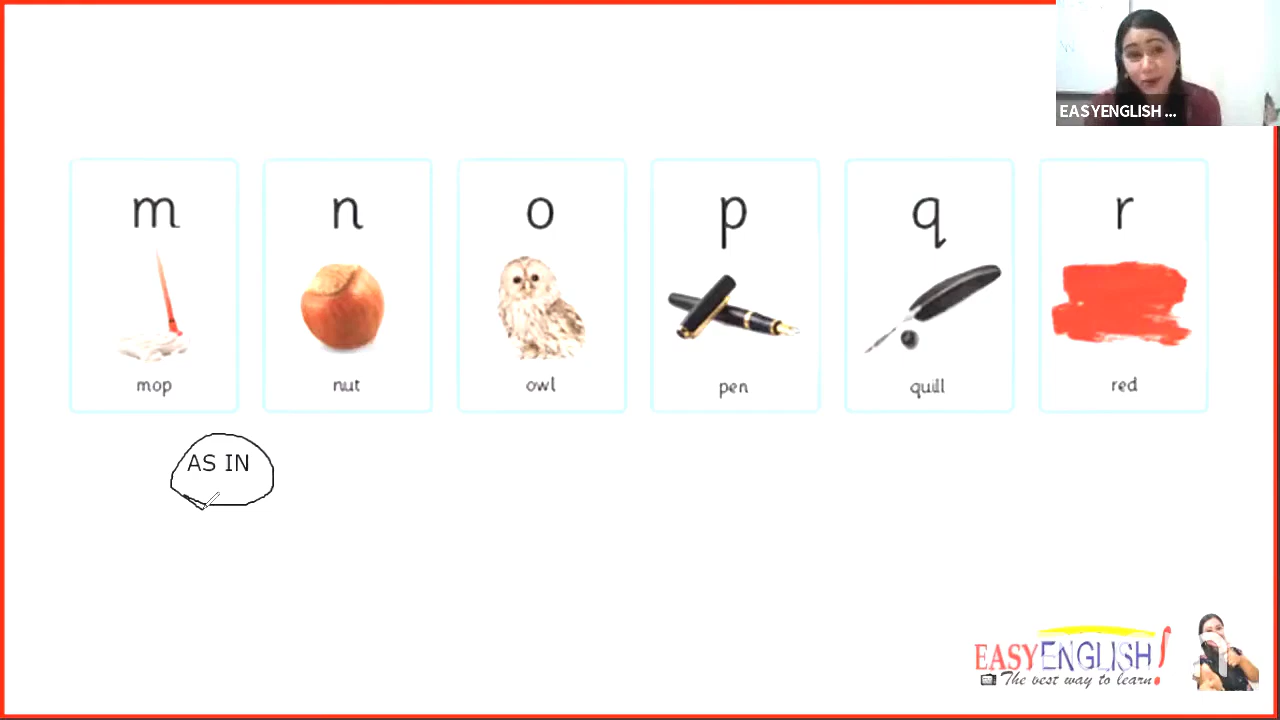 EASYENGLISH ...
m n o p q r
mop nut owl pen quill red
AS IN
EASYENGLISH!
The best way to learn.